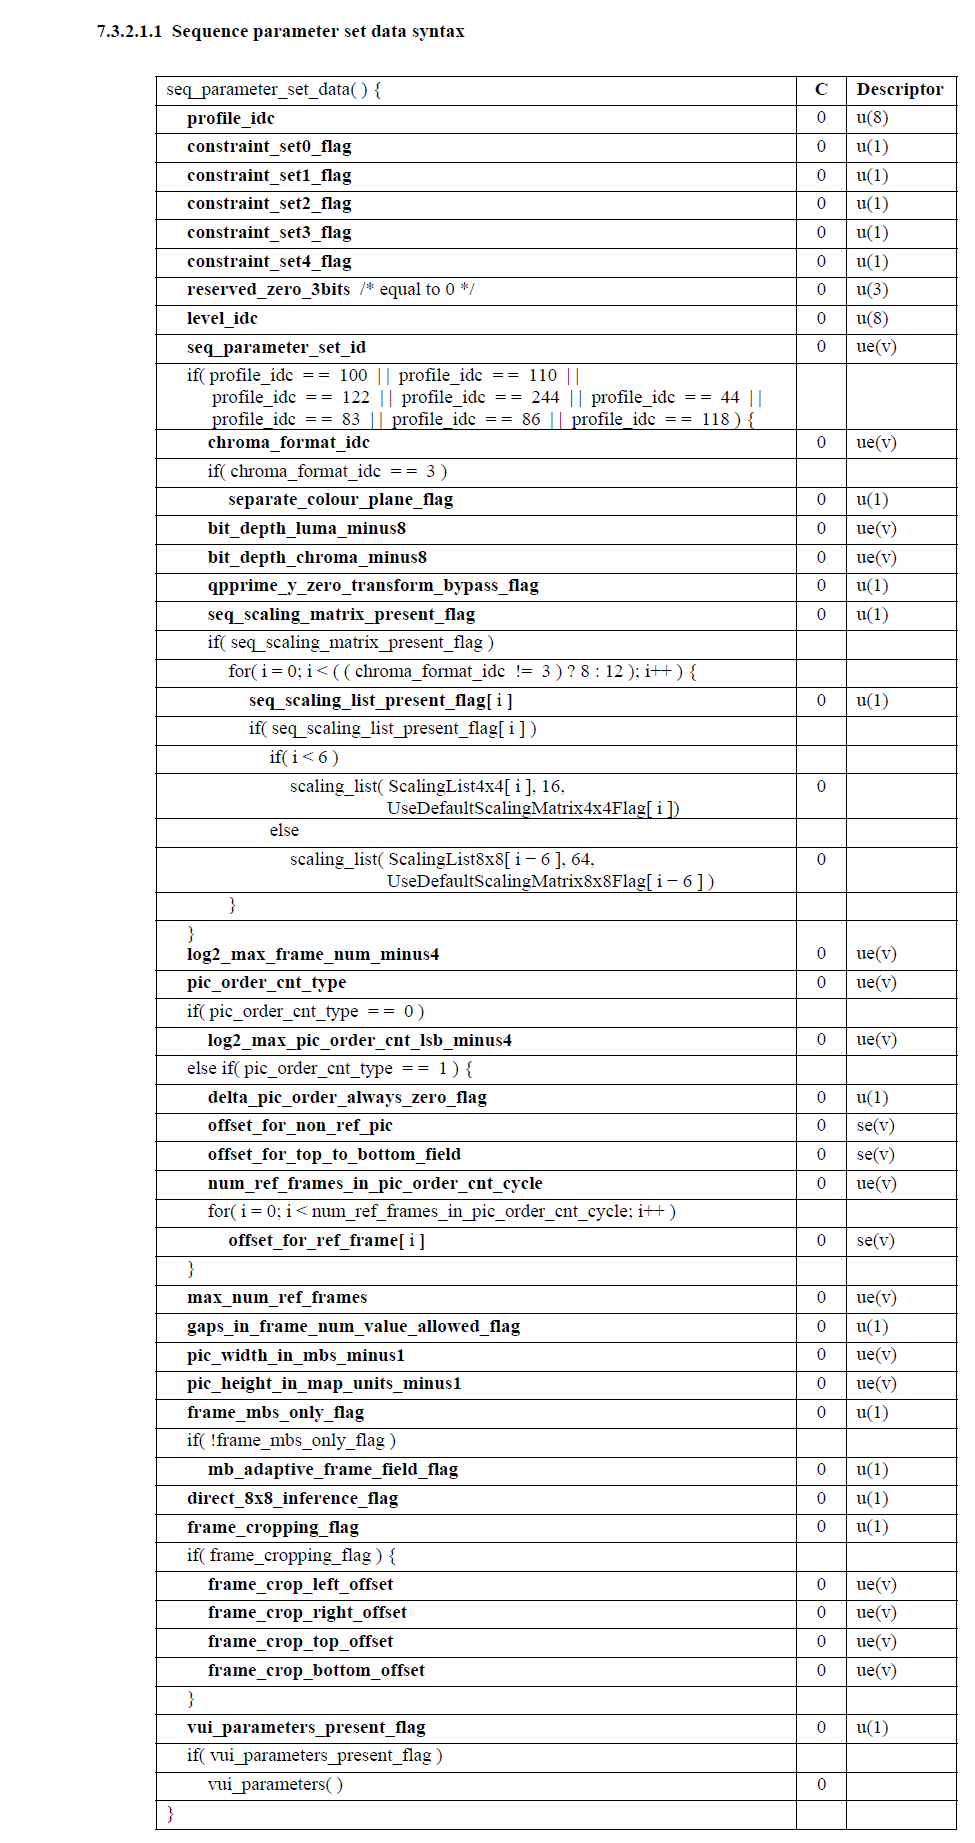 7.3.2.1.1 Sequence parameter set data syntax
seq_parameter_set_data( ) { C Descriptor
profile_idc 0 u(8)
constraint_set0_flag 0 u(1)
constraint_set1_flag 0 u(1)
constraint_set2_flag 0 u(1)
constraint_set3_flag 0 u(1)
constraint_set4_flag 0 u(1)
reserved_zero_3bits /* equal to 0 */ 0 u(3)
level_idc 0 u(8)
seq_parameter_set_id 0 ue(v)
if( profile_idc = = 100 | | profile_idc = = 110 | |
profile_idc = = 122 | | profile_idc = = 244 | | profile_idc = = 44 | |
profile_idc = = 83 | | profile_idc = = 86 | | profile_idc = = 118 ) {
chroma_format_idc 0 ue(v)
if( chroma_format_idc = = 3 )
separate_colour_plane_flag 0 u(1)
bit_depth_luma_minus8 0 ue(v)
bit_depth_chroma_minus8 0 ue(v)
qpprime_y_zero_transform_bypass_flag 0 u(1)
seq_scaling_matrix_present_flag 0 u(1)
if( seq_scaling_matrix_present_flag )
for( i = 0; i < ( ( chroma_format_idc != 3 ) ? 8 : 12 ); i++ ) {
seq_scaling_list_present_flag[ i ] 0 u(1)
if( seq_scaling_list_present_flag[ i ] )
if( i < 6 )
scaling_list( ScalingList4x4[ i ], 16, 0
UseDefaultScalingMatrix4x4Flag[ i ])
else
scaling_list( ScalingList8x8[ i − 6 ], 64, 0
UseDefaultScalingMatrix8x8Flag[ i − 6 ] )
}
}
log2_max_frame_num_minus4 0 ue(v)
pic_order_cnt_type 0 ue(v)
if( pic_order_cnt_type = = 0 )
log2_max_pic_order_cnt_lsb_minus4 0 ue(v)
else if( pic_order_cnt_type = = 1 ) {
delta_pic_order_always_zero_flag 0 u(1)
offset_for_non_ref_pic 0 se(v)
offset_for_top_to_bottom_field 0 se(v)
num_ref_frames_in_pic_order_cnt_cycle 0 ue(v)
for( i = 0; i < num_ref_frames_in_pic_order_cnt_cycle; i++ )
offset_for_ref_frame[ i ] 0 se(v)
}
max_num_ref_frames 0 ue(v)
gaps_in_frame_num_value_allowed_flag 0 u(1)
pic_width_in_mbs_minus1 0 ue(v)
pic_height_in_map_units_minus1 0 ue(v)
frame_mbs_only_flag 0 u(1)
if( !frame_mbs_only_flag )
mb_adaptive_frame_field_flag 0 u(1)
direct_8x8_inference_flag 0 u(1)
frame_cropping_flag 0 u(1)
if( frame_cropping_flag ) {
frame_crop_left_offset 0 ue(v)
frame_crop_right_offset 0 ue(v)
frame_crop_top_offset 0 ue(v)
frame_crop_bottom_offset 0 ue(v)
}
vui_parameters_present_flag 0 u(1)
if( vui_parameters_present_flag )
vui_parameters( ) 0
}